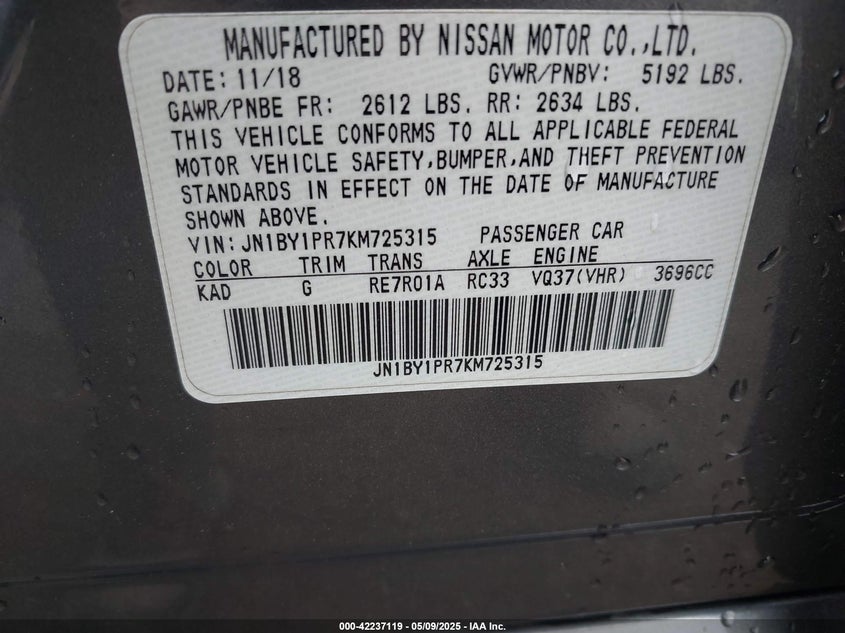 MANUFACTURED BY NISSAN MOTOR CO.,LTD.
DATE: 11/18 GVWR/PNBV: 5192 LBS.
GAWR/PNBE FR: 2612 LBS. RR: 2634 LBS.
THIS VEHICLE CONFORMS TO ALL APPLICABLE FEDERAL
MOTOR VEHICLE SAFETY,BUMPER,AND THEFT PREVENTION
STANDARDS IN EFFECT ON THE DATE OF MANUFACTURE
SHOWN ABOVE.
VIN: JN1BY1PR7KM725315 PASSENGER CAR
COLOR TRIM TRANS AXLE ENGINE
KAD G RE7R01A RC33 VQ37(VHR) 3696CC
JN1BY1PR7KM725315
000-42237119 - 05/09/2025 - IAA Inc.